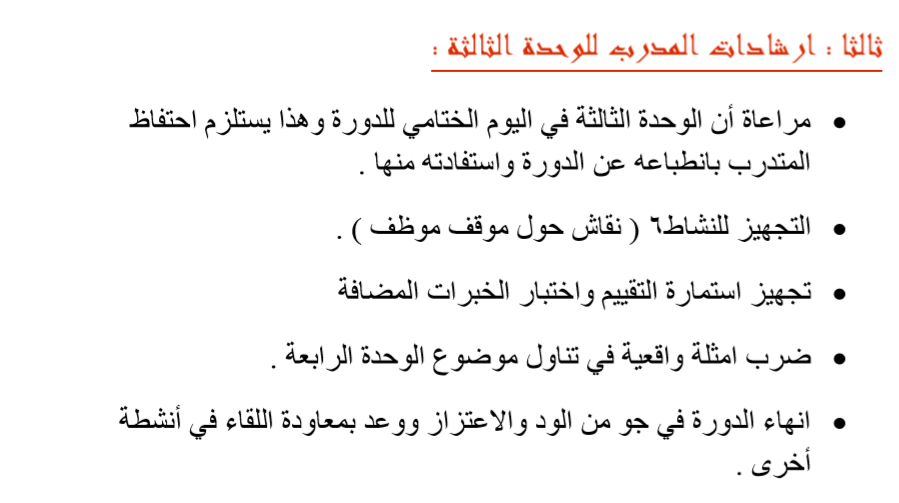 ثالثا : ارشادات المدرب للوحدة الثالثة :
• مراعاة أن الوحدة الثالثة في اليوم الختامي للدورة وهذا يستلزم احتفاظ
المتدرب بانطباعه عن الدورة واستفادته منها .
• التجهيز للنشاط٦ ( نقاش حول موقف موظف ) .
• تجهيز استمارة التقييم واختبار الخبرات المضافة
• ضرب امثلة واقعية في تناول موضوع الوحدة الرابعة .
• انهاء الدورة في جو من الود والاعتزاز ووعد بمعاودة اللقاء في أنشطة
أخرى .